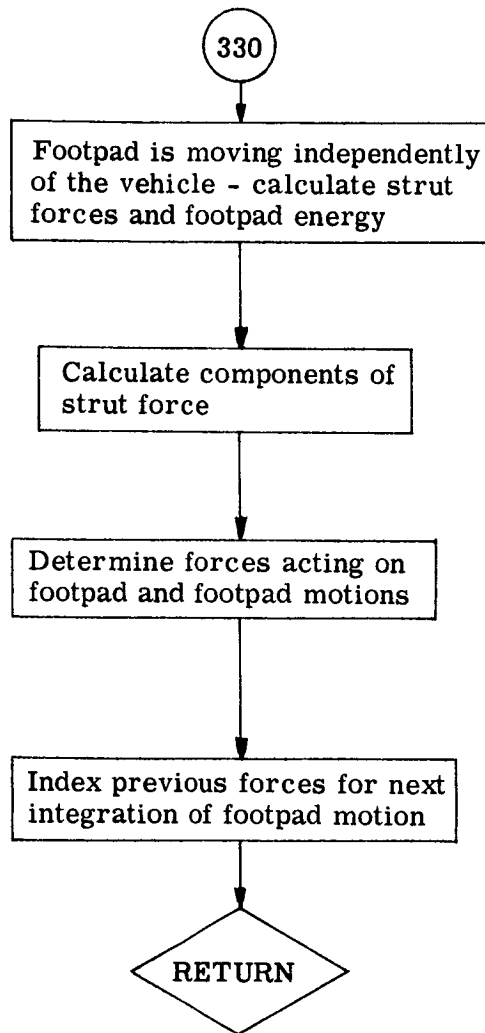 330
Footpad is moving independently
of the vehicle - calculate strut
forces and footpad energy
Calculate components of
strut force
Determine forces acting on
footpad and footpad motions
Index previous forces for next
integration of footpad motion
RETURN